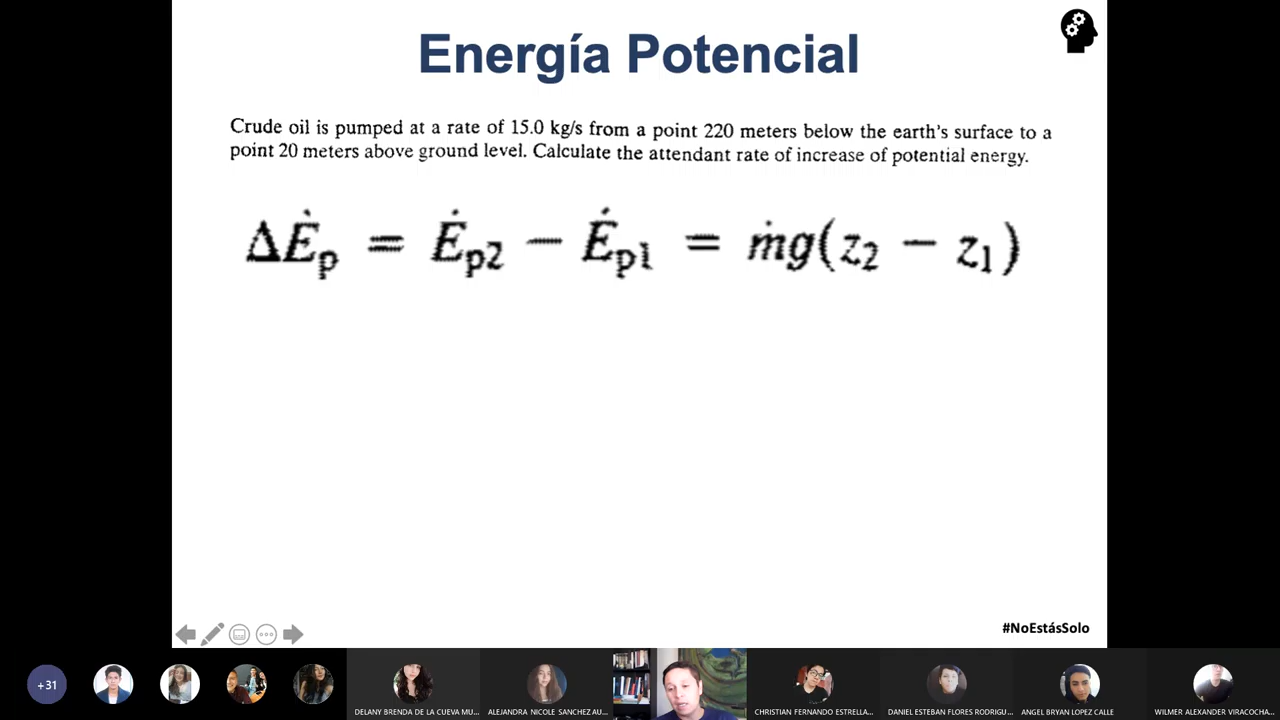 Energía Potencial
Crude oil is pumped at a rate of 15.0 kg/s from a point 220 meters below the earth's surface to a
point 20 meters above ground level. Calculate the attendant rate of increase of potential energy.
ΔĖp = Ėp2 − Ėp1 = ṁg(z2 − z1)
#NoEstásSolo
+31
DELANY BRENDA DE LA CUEVA MU...
ALEJANDRA NICOLE SANCHEZ AU...
CHRISTIAN FERNANDO ESTRELLA...
DANIEL ESTEBAN FLORES RODRIGU...
ANGEL BRYAN LOPEZ CALLE
WILMER ALEXANDER VIRACOCHA...